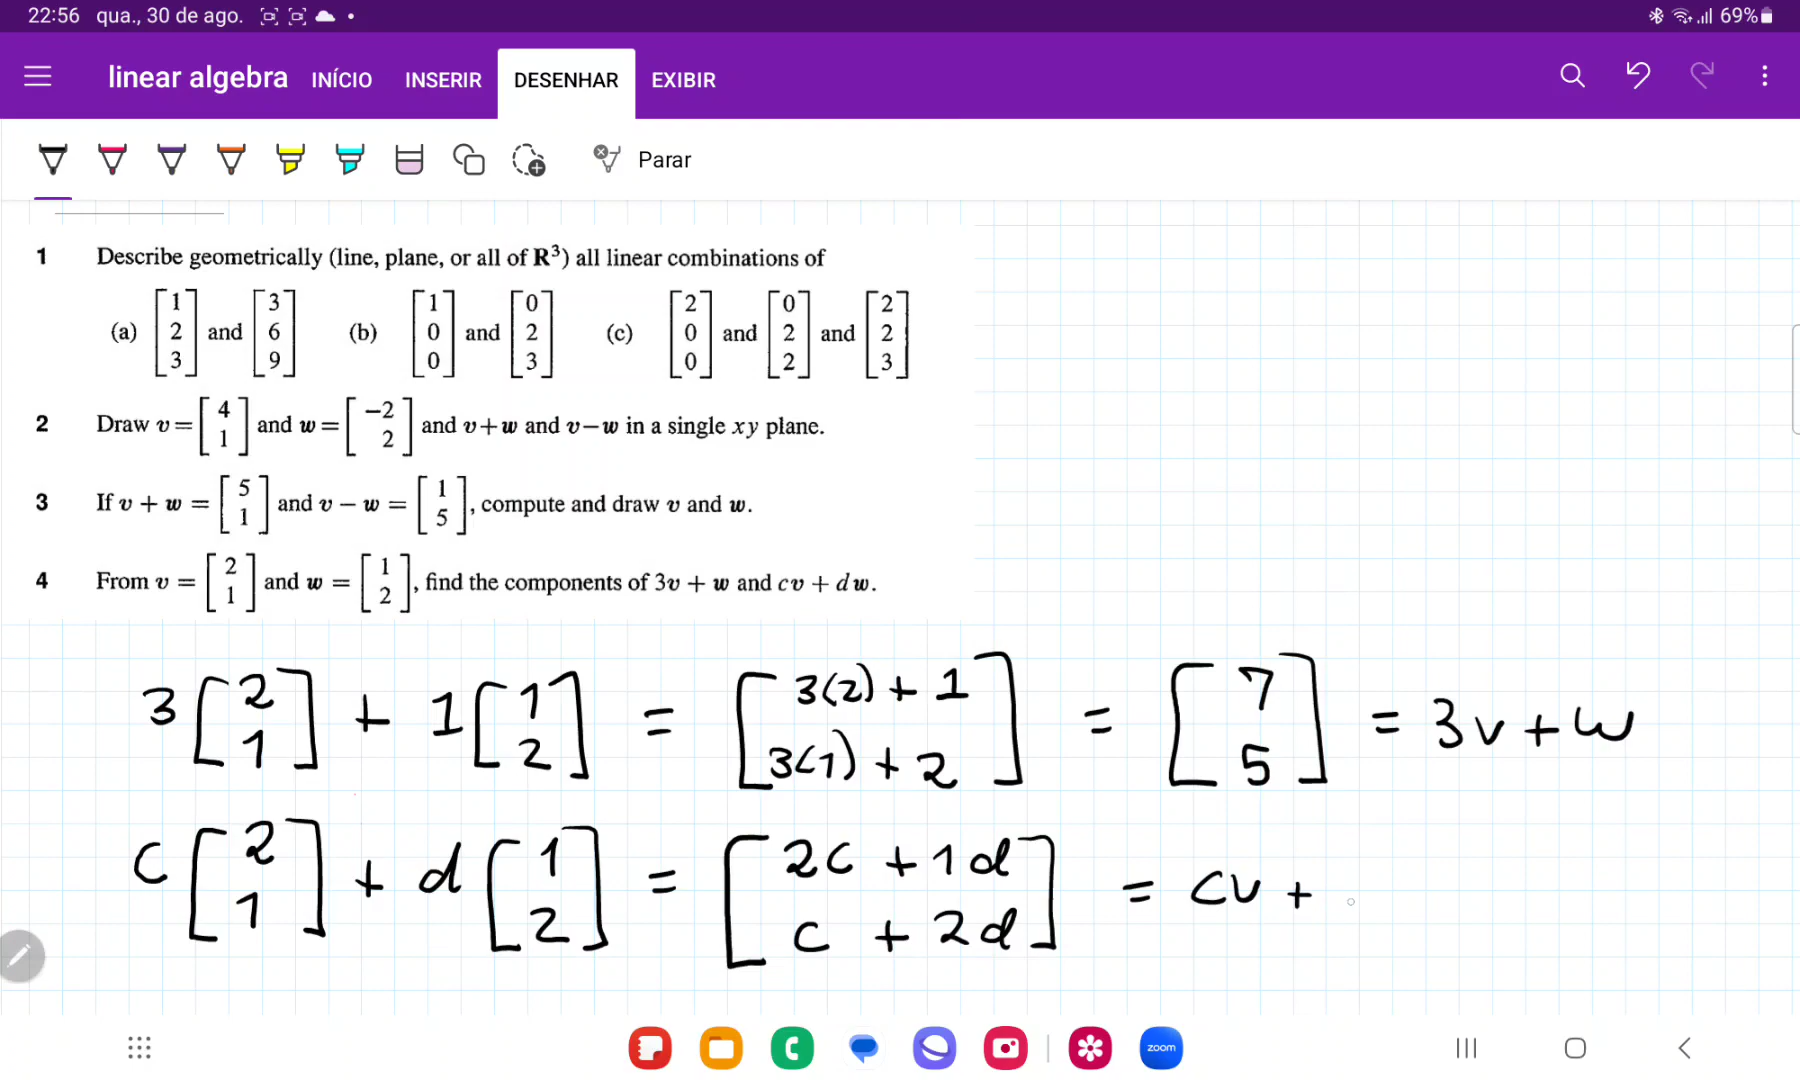 22:56 qua., 30 de ago. 69%
linear algebra INÍCIO INSERIR DESENHAR EXIBIR
Parar
1 Describe geometrically (line, plane, or all of R³) all linear combinations of
(a) [1 2 3] and [3 6 9] (b) [1 0 0] and [0 2 3] (c) [2 0 0] and [0 2 2] and [2 2 3]
2 Draw v = [4 1] and w = [−2 2] and v+w and v−w in a single xy plane.
3 If v + w = [5 1] and v − w = [1 5], compute and draw v and w.
4 From v = [2 1] and w = [1 2], find the components of 3v + w and cv + dw.
3 [2 1] + 1 [1 2] = [3(2) + 1 3(1) + 2] = [7 5] = 3v + w
c [2 1] + d [1 2] = [2c + 1d c + 2d] = cv +
zoom